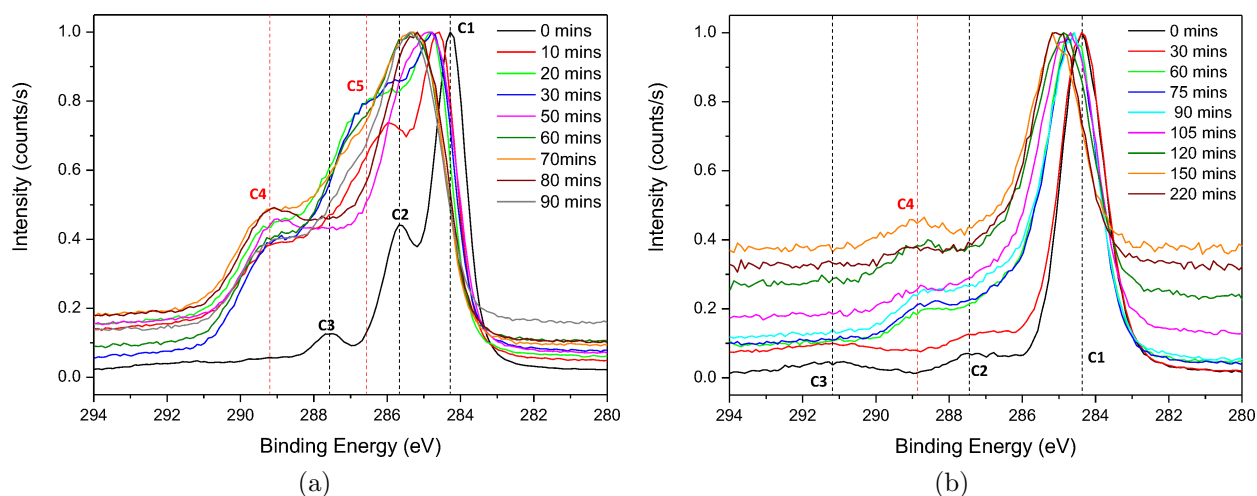 C1
0 mins
10 mins
20 mins
30 mins
50 mins
60 mins
70mins
80 mins
90 mins
C5
C4
C2
C3
1.0
0.8
0.6
0.4
0.2
0.0
Intensity (counts/s)
294 292 290 288 286 284 282 280
Binding Energy (eV)
(a)
0 mins
30 mins
60 mins
75 mins
90 mins
105 mins
120 mins
150 mins
220 mins
C4
C3
C2
C1
1.0
0.8
0.6
0.4
0.2
0.0
Intensity (counts/s)
294 292 290 288 286 284 282 280
Binding Energy (eV)
(b)